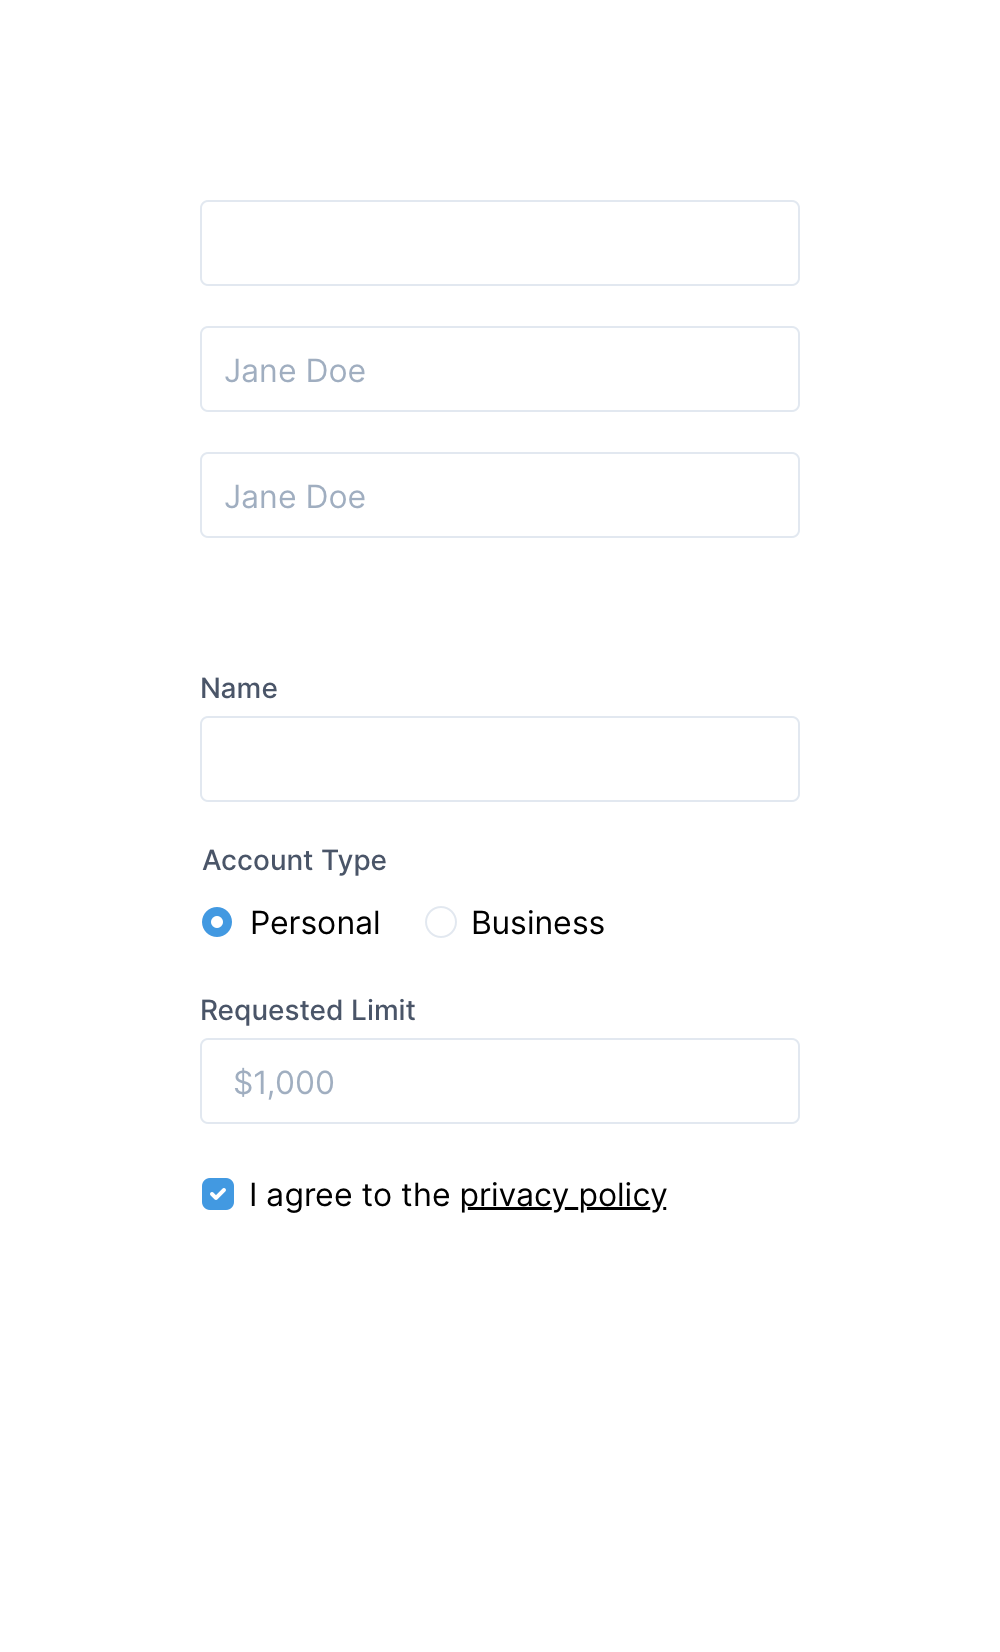 Jane Doe
Jane Doe
Name
Account Type
Personal Business
Requested Limit
$1,000
I agree to the privacy policy